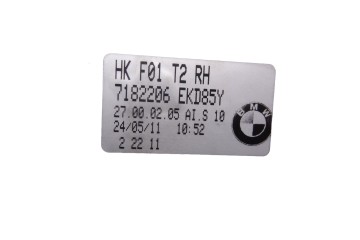 HK F01 T2 RH
7182206 EKD85Y
27.00.02.05 AI.S 10
24/05/11 10:52
2 22 11
BMW